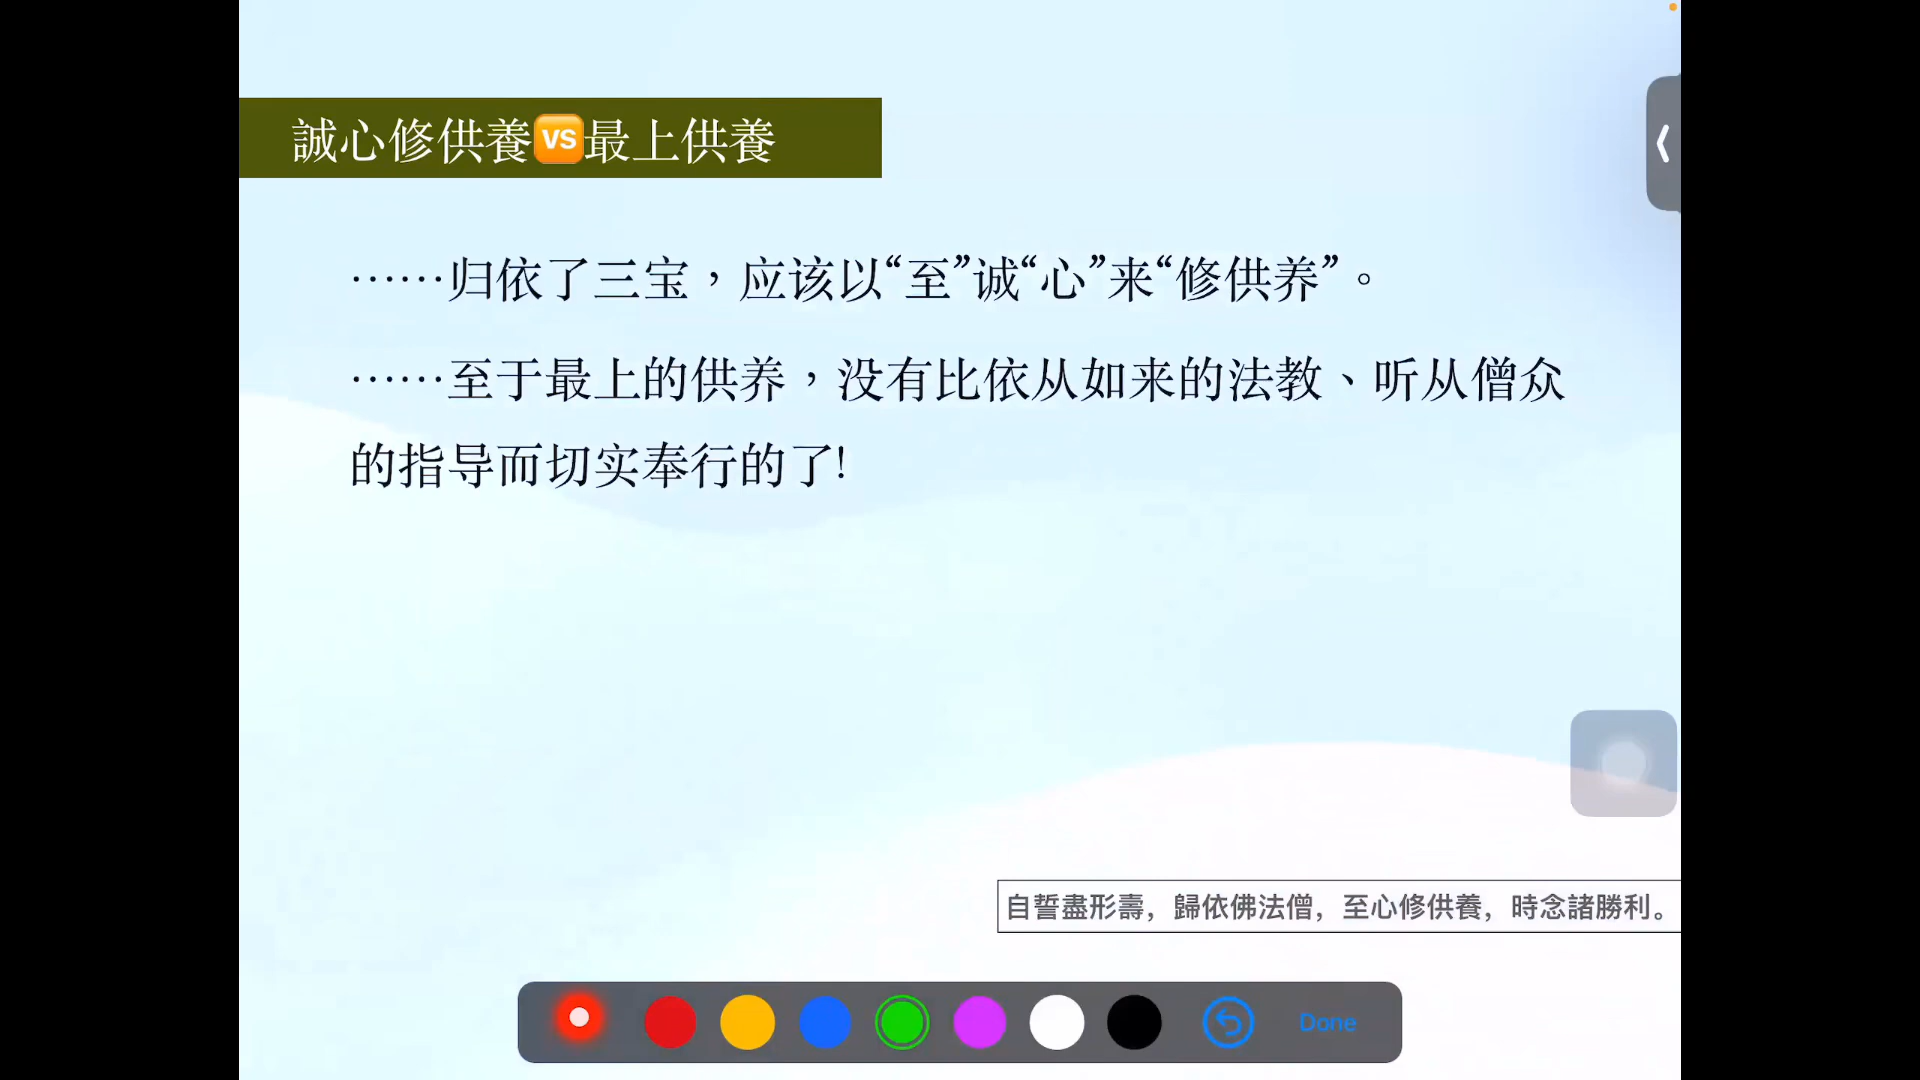 誠心修供養🆚最上供養
⋯⋯归依了三宝，应该以“至”诚“心”来“修供养”。
⋯⋯至于最上的供养，没有比依从如来的法教、听从僧众
的指导而切实奉行的了!
自誓盡形壽，歸依佛法僧，至心修供養，時念諸勝利。
Done